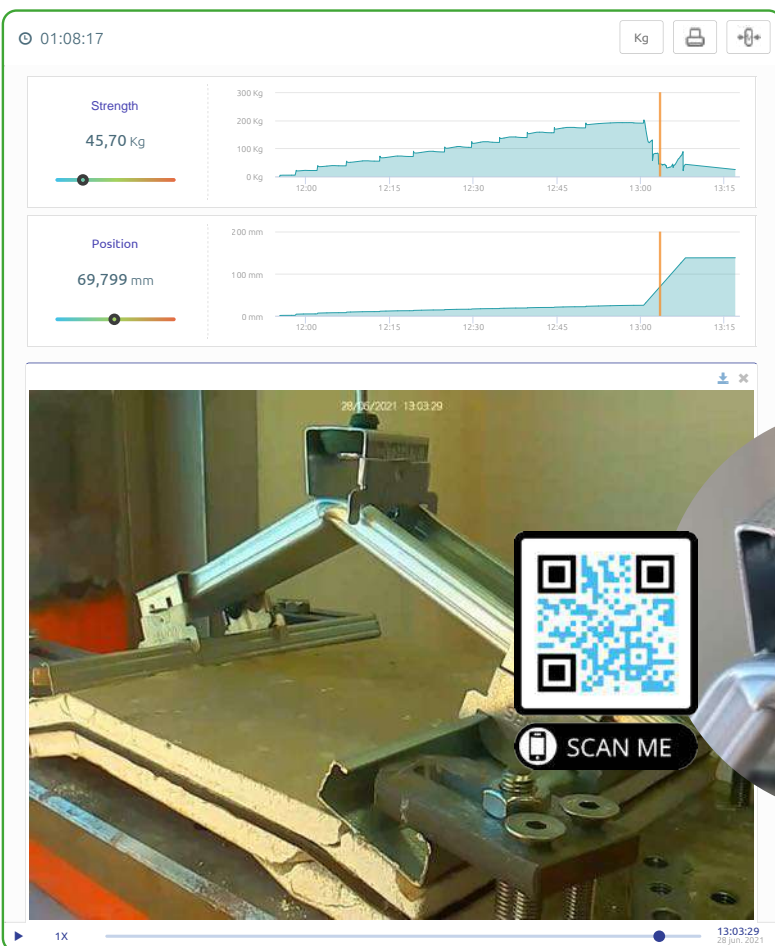 01:08:17
Kg
Strength
45,70 Kg
300 Kg
200 Kg
100 Kg
0 Kg
12:00
12:15
12:30
12:45
13:00
13:15
Position
69,799 mm
200 mm
100 mm
0 mm
12:00
12:15
12:30
12:45
13:00
13:15
28/06/2021 13:03:29
SCAN ME
1X
13:03:29
28 jun. 2021